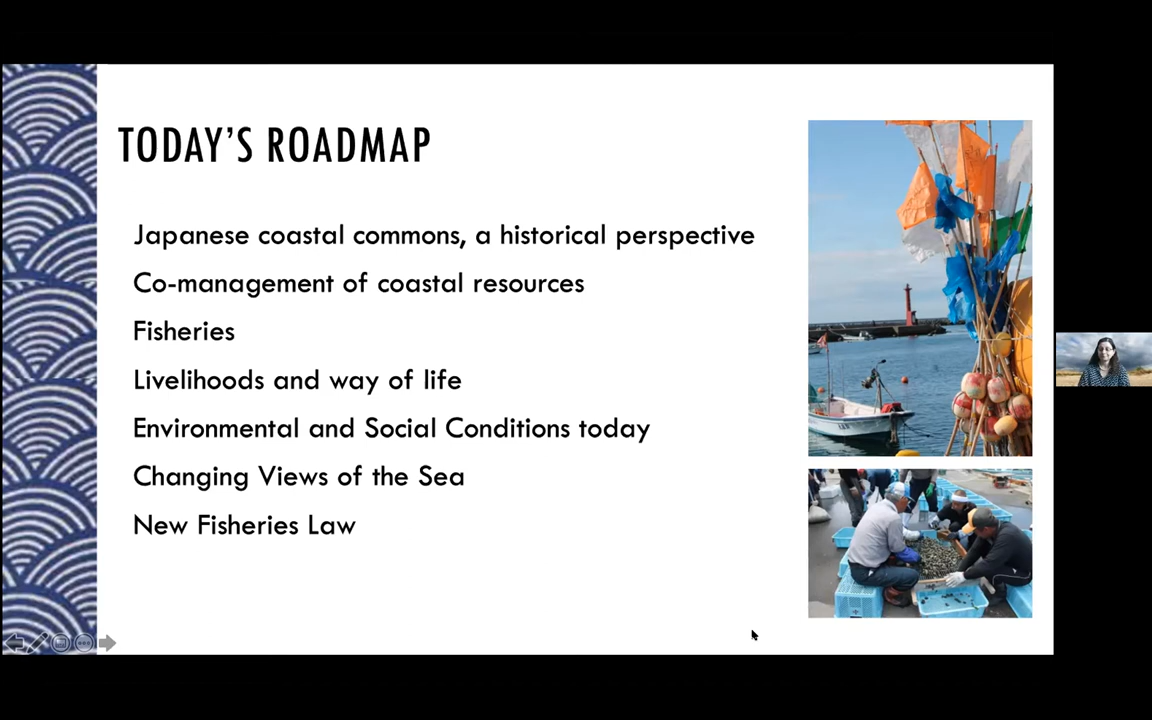 TODAY'S ROADMAP
Japanese coastal commons, a historical perspective
Co-management of coastal resources
Fisheries
Livelihoods and way of life
Environmental and Social Conditions today
Changing Views of the Sea
New Fisheries Law